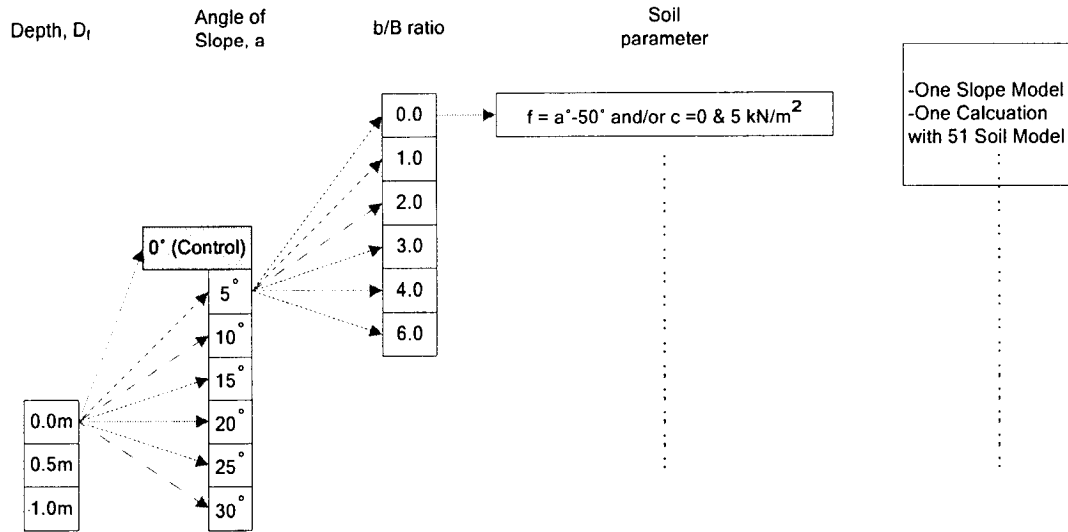 Depth, Df
Angle of
Slope, a
b/B ratio
Soil
parameter
0.0
1.0
2.0
3.0
4.0
6.0
f = a°-50° and/or c =0 & 5 kN/m²
-One Slope Model
-One Calcuation
with 51 Soil Model
0° (Control)
5°
10°
15°
20°
25°
30°
0.0m
0.5m
1.0m